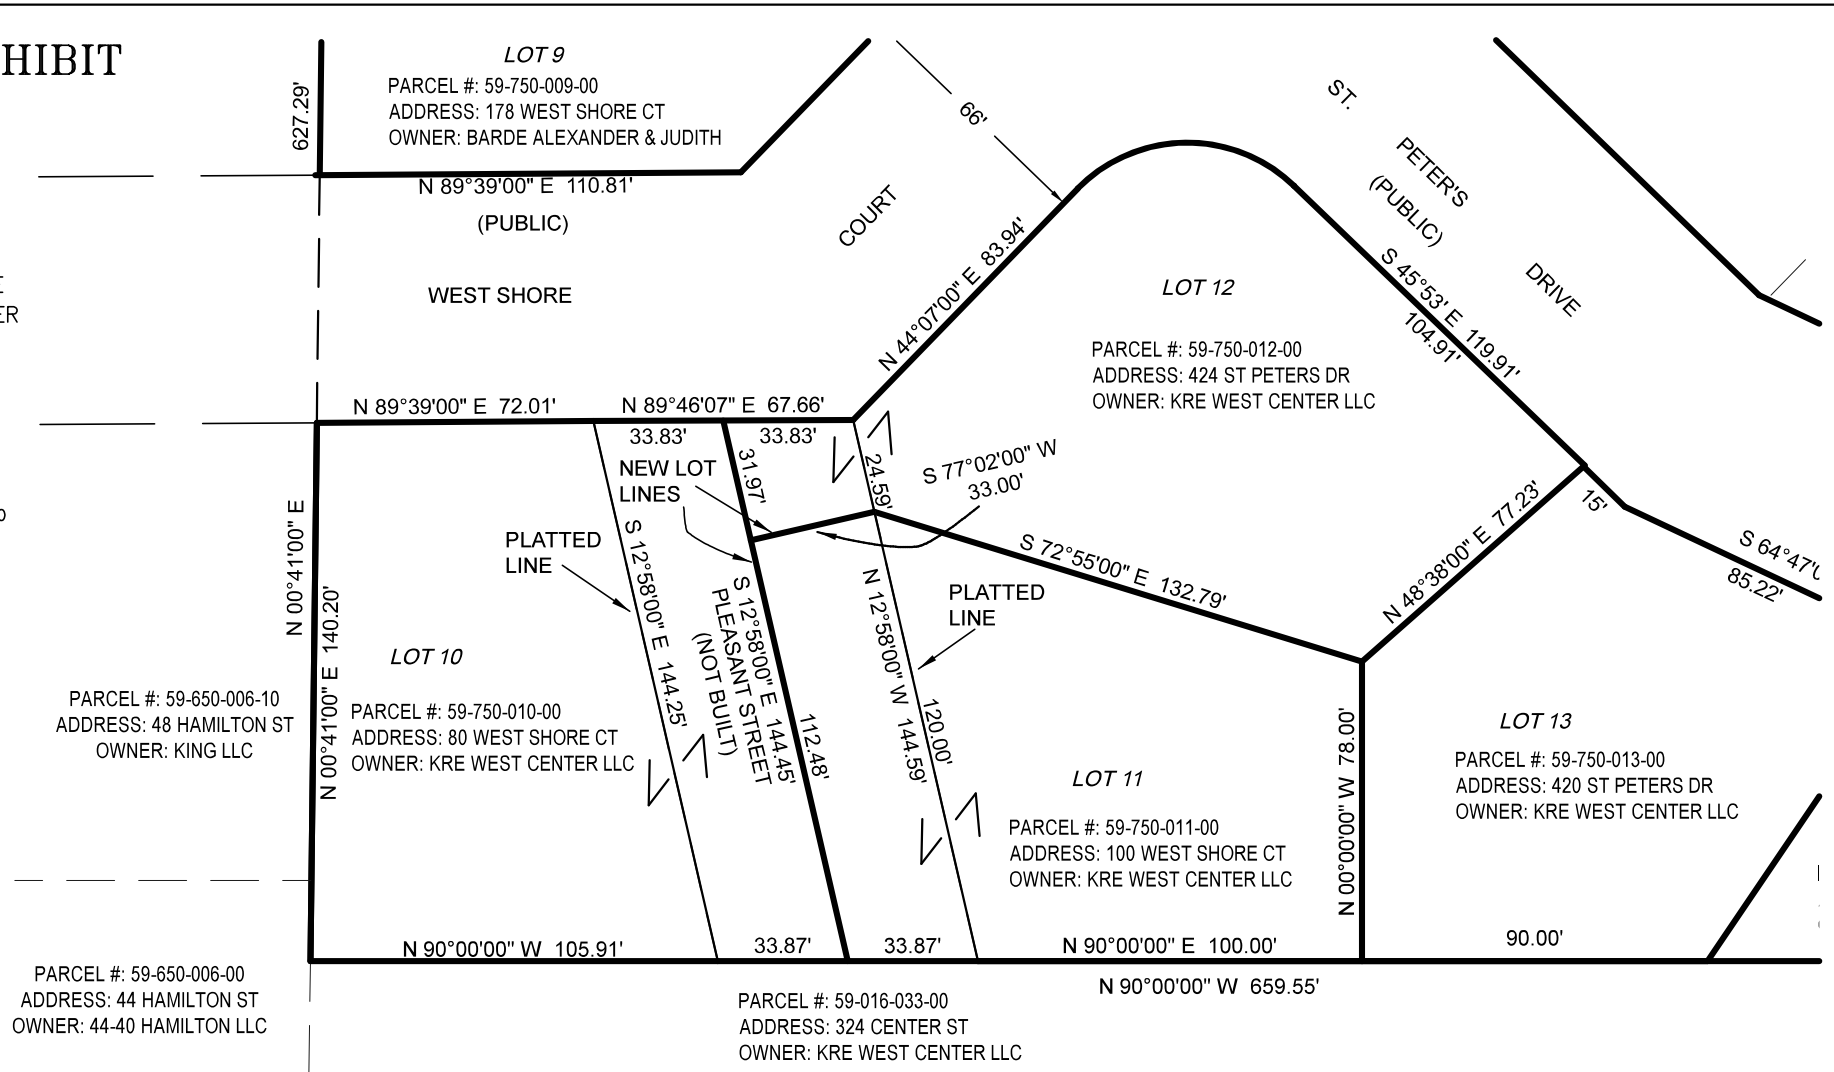 HIBIT
LOT 9
PARCEL #: 59-750-009-00
ADDRESS: 178 WEST SHORE CT
OWNER: BARDE ALEXANDER & JUDITH
627.29'
N 89°39'00" E 110.81'
(PUBLIC)
WEST SHORE
COURT
66'
ST.
PETER'S
(PUBLIC)
DRIVE
ER
N 44°07'00" E 83.94'
S 45°53' E 119.91'
104.91'
LOT 12
PARCEL #: 59-750-012-00
ADDRESS: 424 ST PETERS DR
OWNER: KRE WEST CENTER LLC
N 89°39'00" E 72.01'
N 89°46'07" E 67.66'
33.83'
33.83'
NEW LOT
LINES
31.97'
24.59'
S 77°02'00" W
33.00'
PLATTED
LINE
S 12°58'00" E 144.25'
S 12°58'00" E 144.45'
PLEASANT STREET
(NOT BUILT)
112.48'
N 12°58'00" W 144.59'
120.00'
PLATTED
LINE
S 72°55'00" E 132.79'
N 48°38'00" E 77.23'
15'
S 64°47'
85.22'
N 00°41'00" E
N 00°41'00" E 140.20'
LOT 10
PARCEL #: 59-750-010-00
ADDRESS: 80 WEST SHORE CT
OWNER: KRE WEST CENTER LLC
PARCEL #: 59-650-006-10
ADDRESS: 48 HAMILTON ST
OWNER: KING LLC
LOT 11
PARCEL #: 59-750-011-00
ADDRESS: 100 WEST SHORE CT
OWNER: KRE WEST CENTER LLC
N 00°00'00" W 78.00'
LOT 13
PARCEL #: 59-750-013-00
ADDRESS: 420 ST PETERS DR
OWNER: KRE WEST CENTER LLC
N 90°00'00" W 105.91'
33.87'
33.87'
N 90°00'00" E 100.00'
90.00'
N 90°00'00" W 659.55'
PARCEL #: 59-650-006-00
ADDRESS: 44 HAMILTON ST
OWNER: 44-40 HAMILTON LLC
PARCEL #: 59-016-033-00
ADDRESS: 324 CENTER ST
OWNER: KRE WEST CENTER LLC